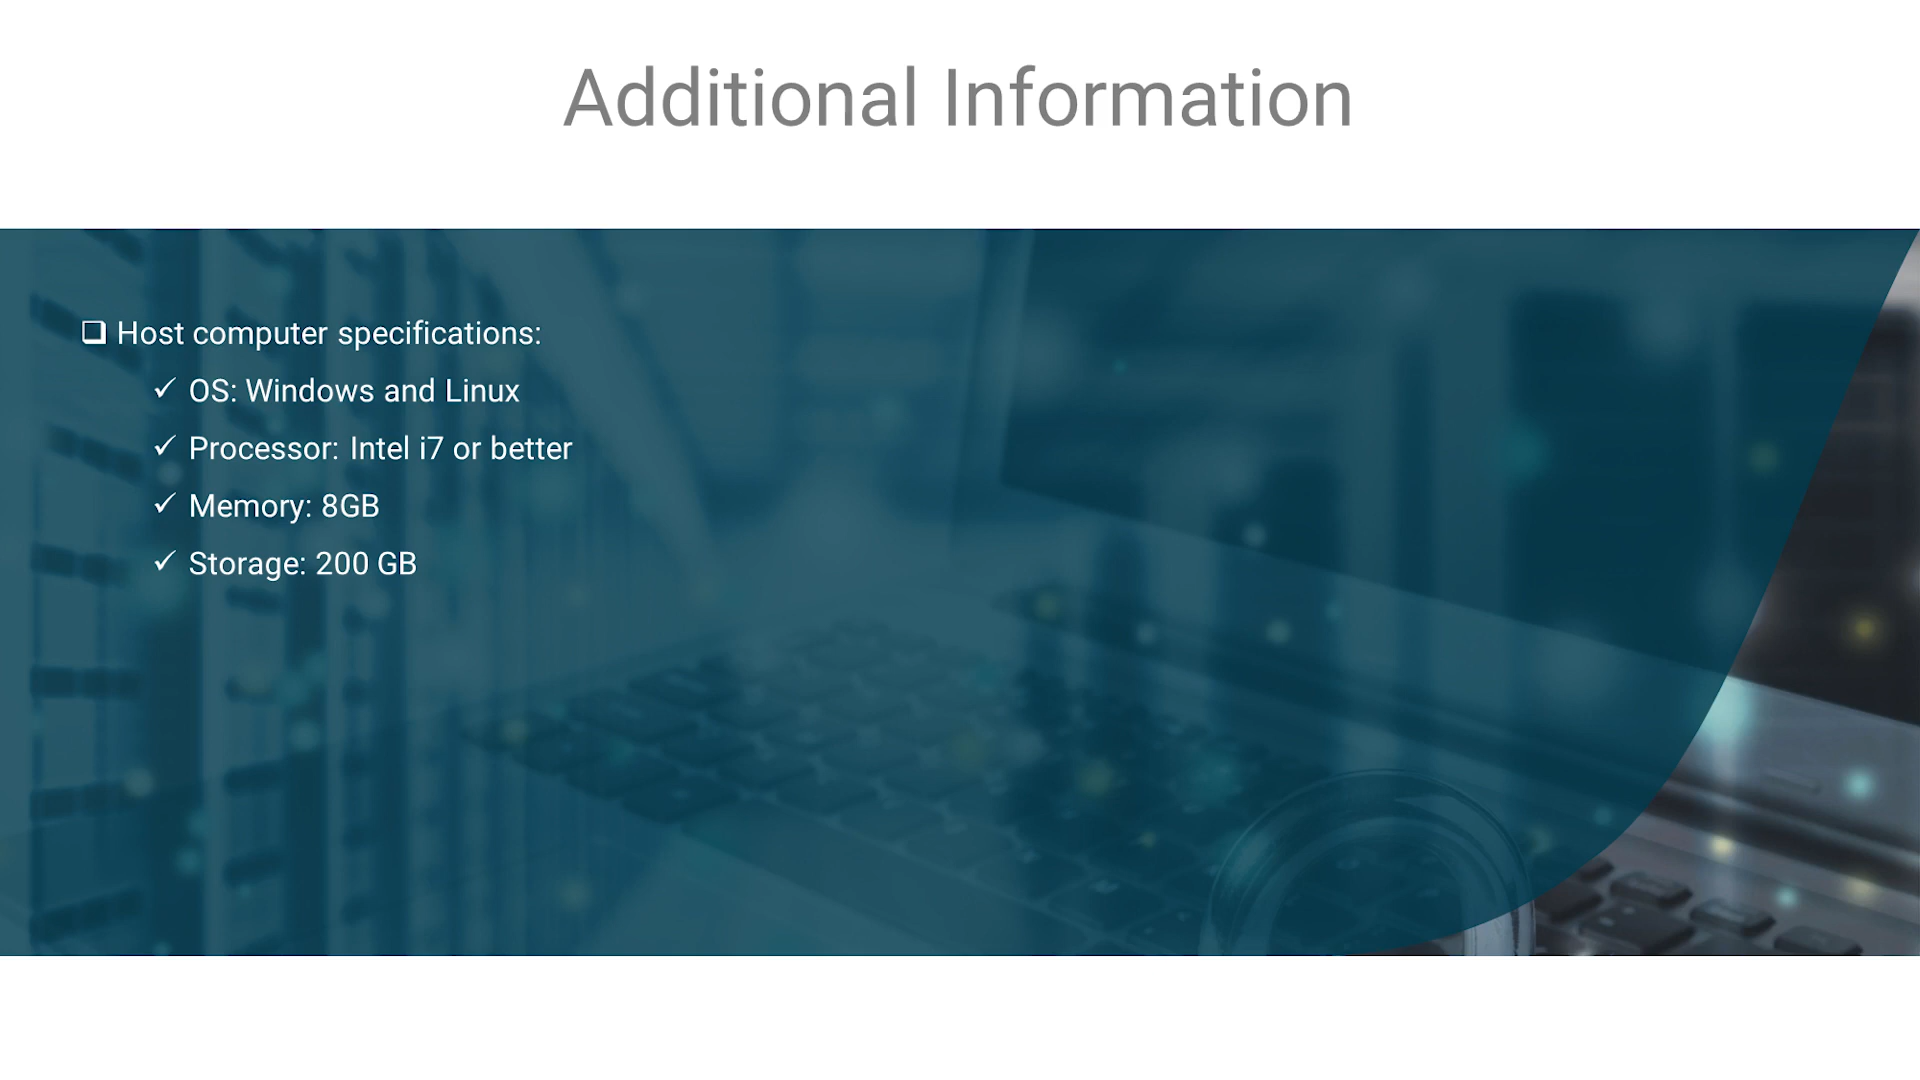 Additional Information
❑ Host computer specifications:
✓ OS: Windows and Linux
✓ Processor: Intel i7 or better
✓ Memory: 8GB
✓ Storage: 200 GB